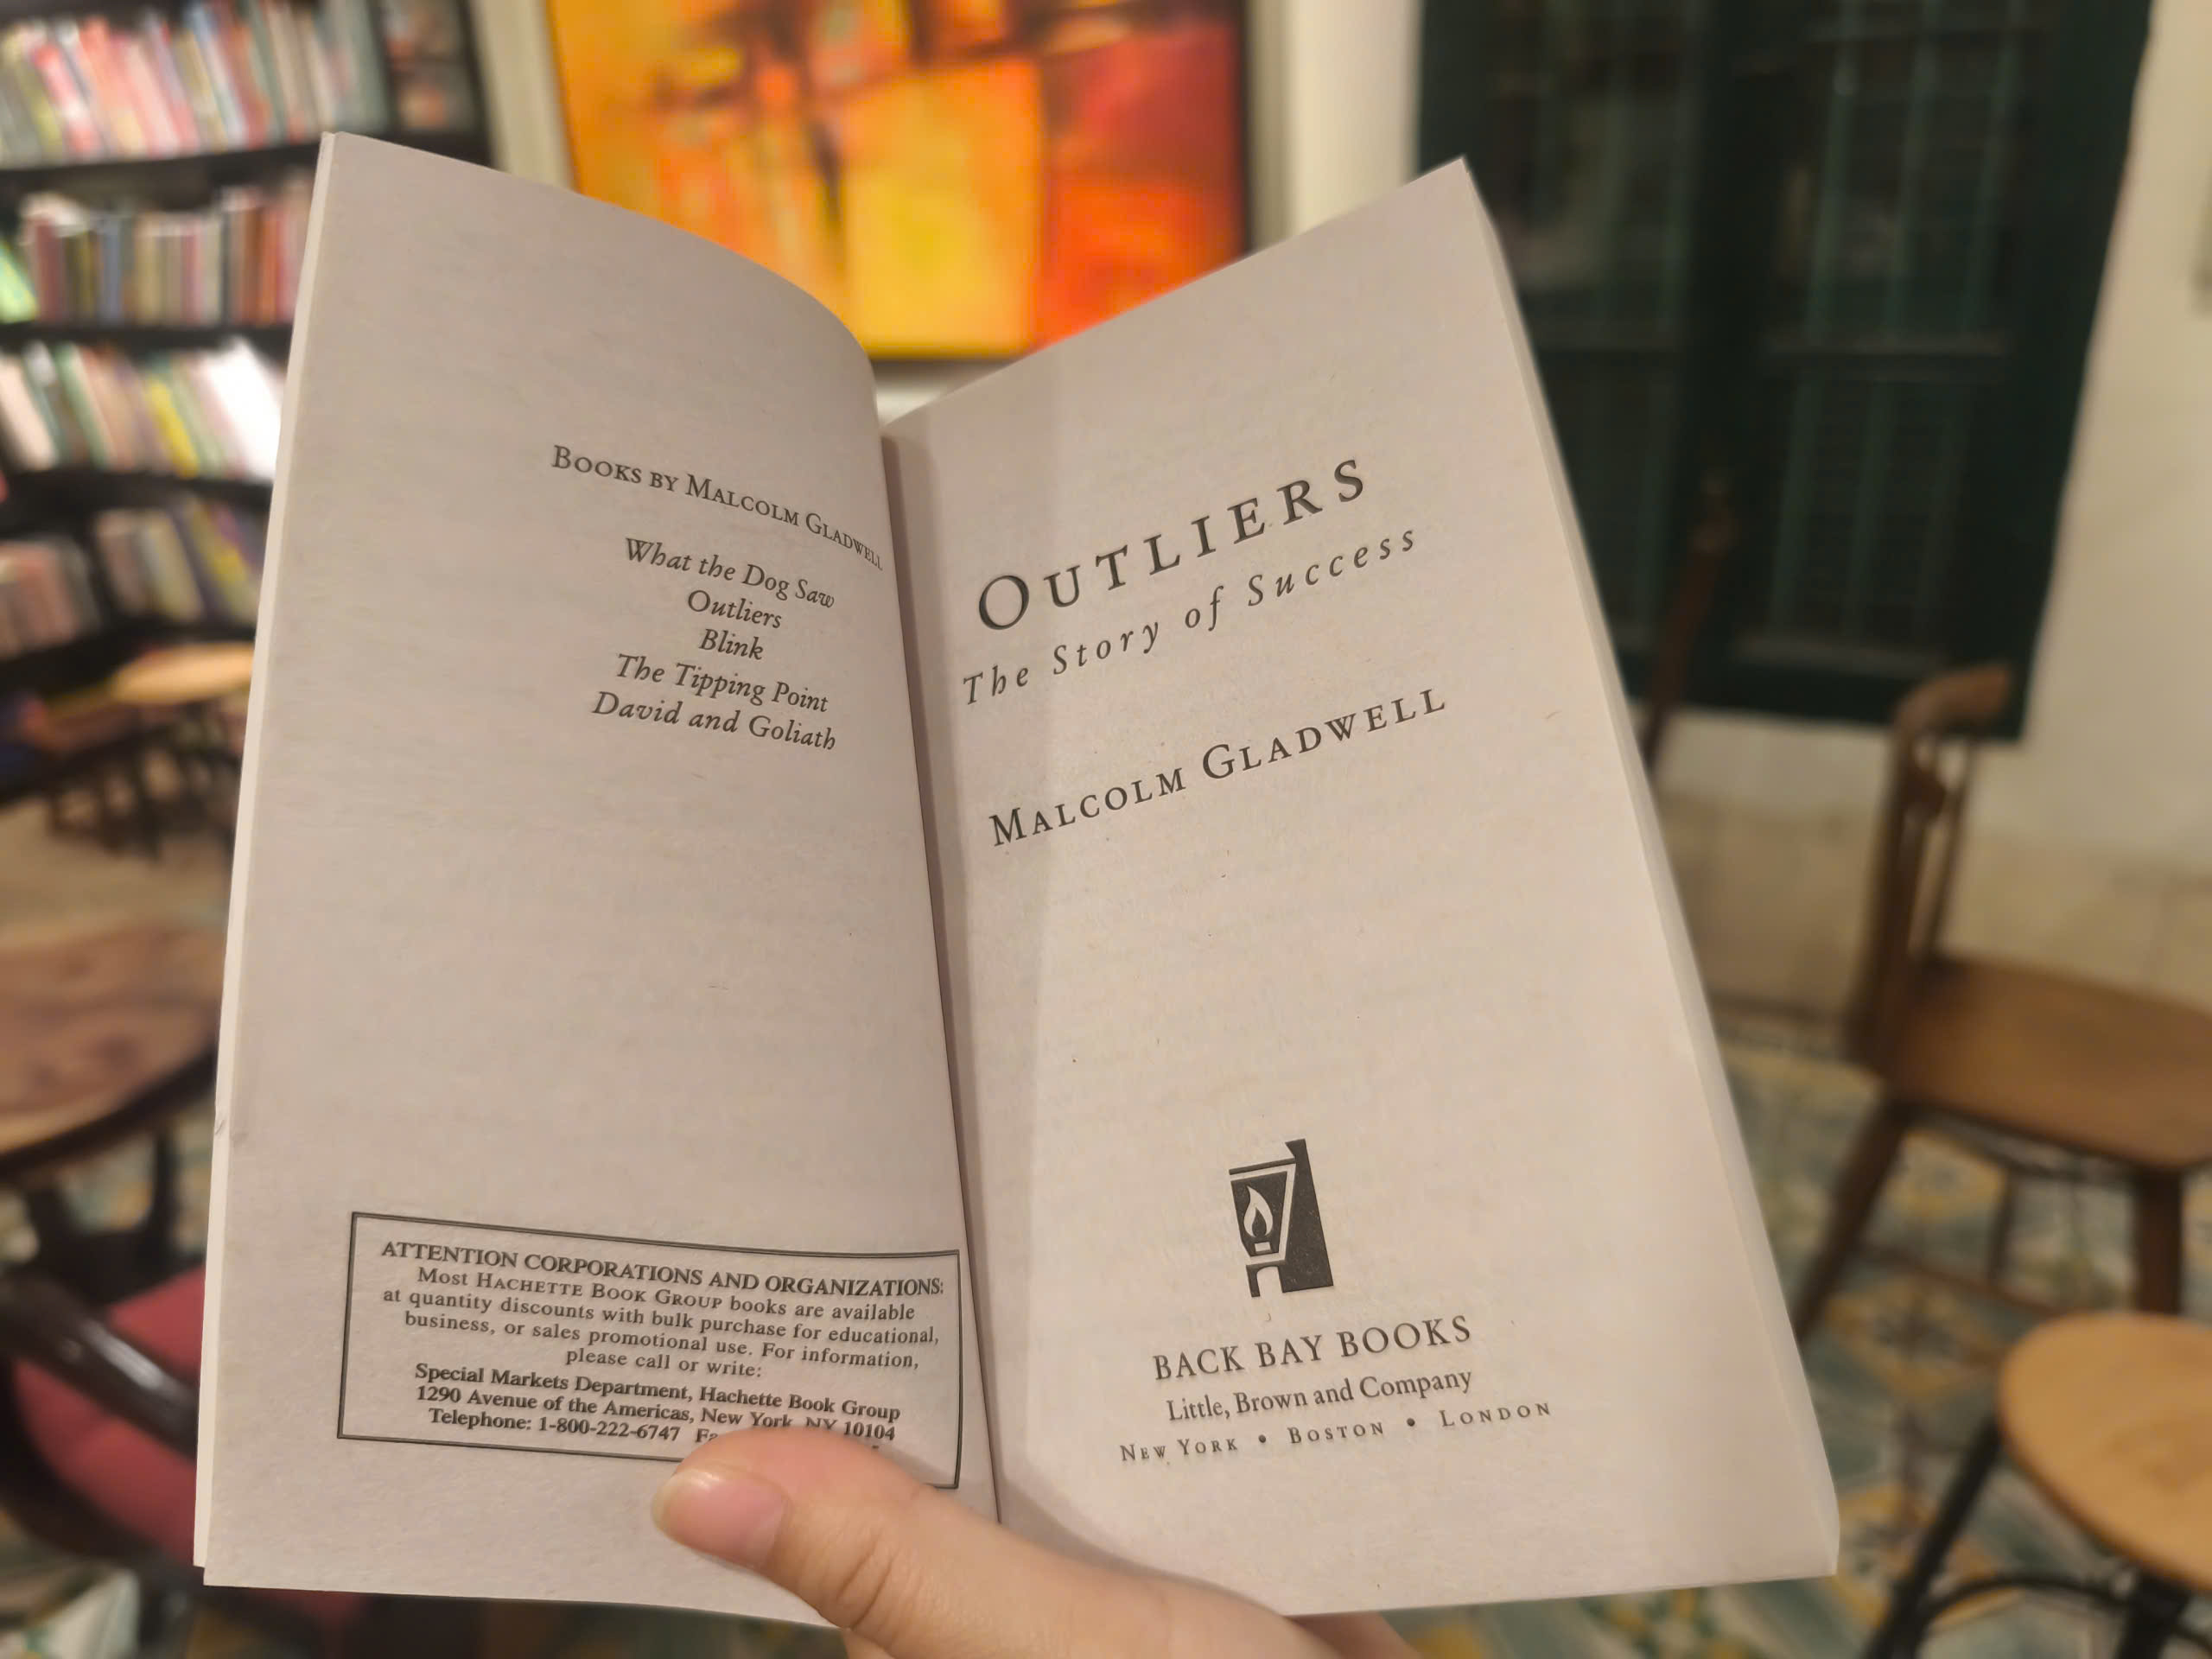 BOOKS BY MALCOLM GLADWELL
What the Dog Saw
Outliers
Blink
The Tipping Point
David and Goliath
ATTENTION CORPORATIONS AND ORGANIZATIONS:
Most HACHETTE BOOK GROUP books are available
at quantity discounts with bulk purchase for educational,
business, or sales promotional use. For information,
please call or write:
Special Markets Department, Hachette Book Group
1290 Avenue of the Americas, New York, NY 10104
Telephone: 1-800-222-6747
OUTLIERS
The Story of Success
MALCOLM GLADWELL
BACK BAY BOOKS
Little, Brown and Company
NEW YORK • BOSTON • LONDON